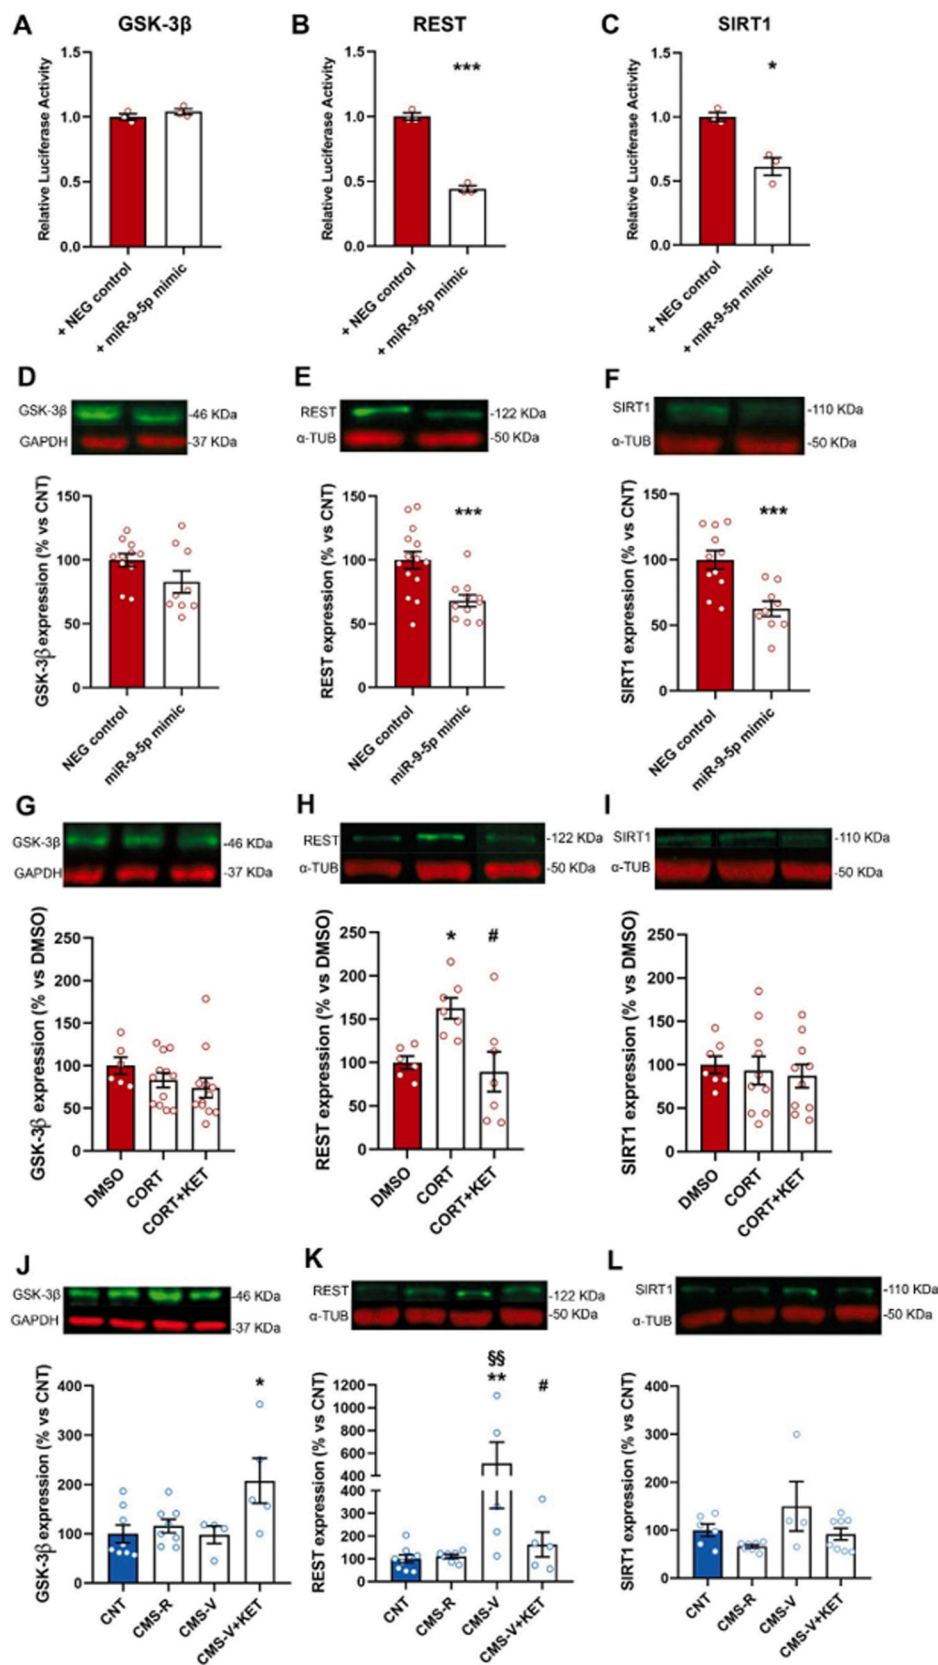 A GSK-3β
B REST
C SIRT1
Relative Luciferase Activity
1.5
1.0
0.5
0.0
+ NEG control
+ miR-9-5p mimic
Relative Luciferase Activity
1.5
***
1.0
0.5
0.0
+ NEG control
+ miR-9-5p mimic
Relative Luciferase Activity
1.5
*
1.0
0.5
0.0
+ NEG control
+ miR-9-5p mimic
D
GSK-3β
-46 KDa
GAPDH
-37 KDa
GSK-3β expression (% vs CNT)
150
100
50
0
NEG control
miR-9-5p mimic
E
REST
-122 KDa
α-TUB
-50 KDa
REST expression (% vs CNT)
150
***
100
50
0
NEG control
miR-9-5p mimic
F
SIRT1
-110 KDa
α-TUB
-50 KDa
SIRT1 expression (% vs CNT)
150
***
100
50
0
NEG control
miR-9-5p mimic
G
GSK-3β
-46 KDa
GAPDH
-37 KDa
GSK-3β expression (% vs DMSO)
250
200
150
100
50
0
DMSO
CORT
CORT+KET
H
REST
-122 KDa
α-TUB
-50 KDa
REST expression (% vs DMSO)
250
* #
200
150
100
50
0
DMSO
CORT
CORT+KET
I
SIRT1
-110 KDa
α-TUB
-50 KDa
SIRT1 expression (% vs DMSO)
250
200
150
100
50
0
DMSO
CORT
CORT+KET
J
GSK-3β
-46 KDa
GAPDH
-37 KDa
GSK-3β expression (% vs CNT)
400
*
300
200
100
0
CNT
CMS-R
CMS-V
CMS-V+KET
K
REST
-122 KDa
α-TUB
-50 KDa
REST expression (% vs CNT)
§§
** #
1200
1000
800
600
400
400
300
200
100
0
CNT
CMS-R
CMS-V
CMS-V+KET
L
SIRT1
-110 KDa
α-TUB
-50 KDa
SIRT1 expression (% vs CNT)
400
300
200
100
0
CNT
CMS-R
CMS-V
CMS-V+KET